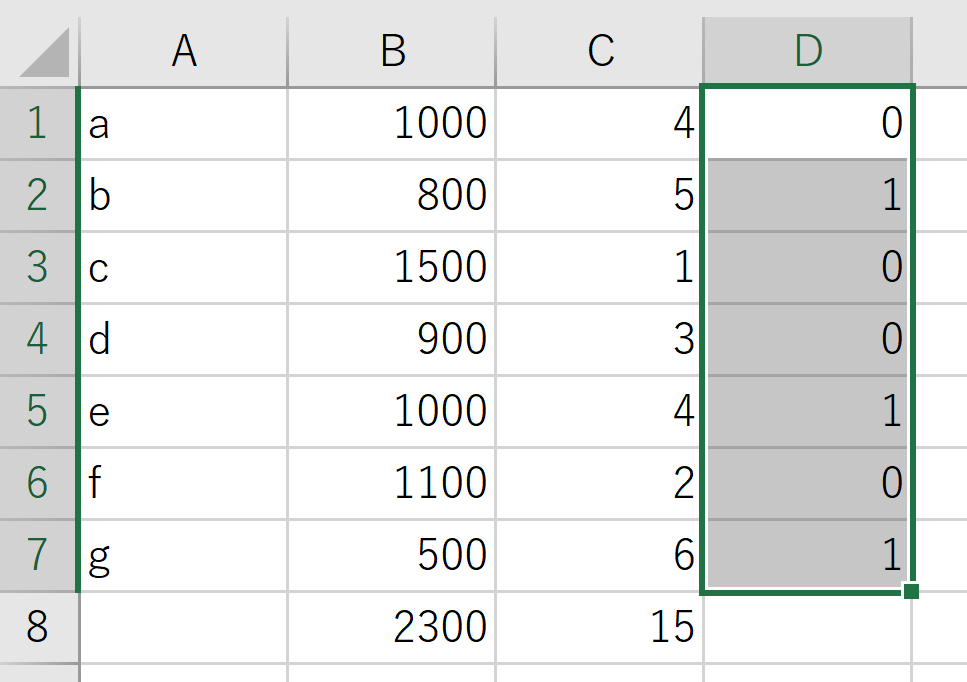 A B C D
1 a 1000 4 0
2 b 800 5 1
3 c 1500 1 0
4 d 900 3 0
5 e 1000 4 1
6 f 1100 2 0
7 g 500 6 1
8 2300 15